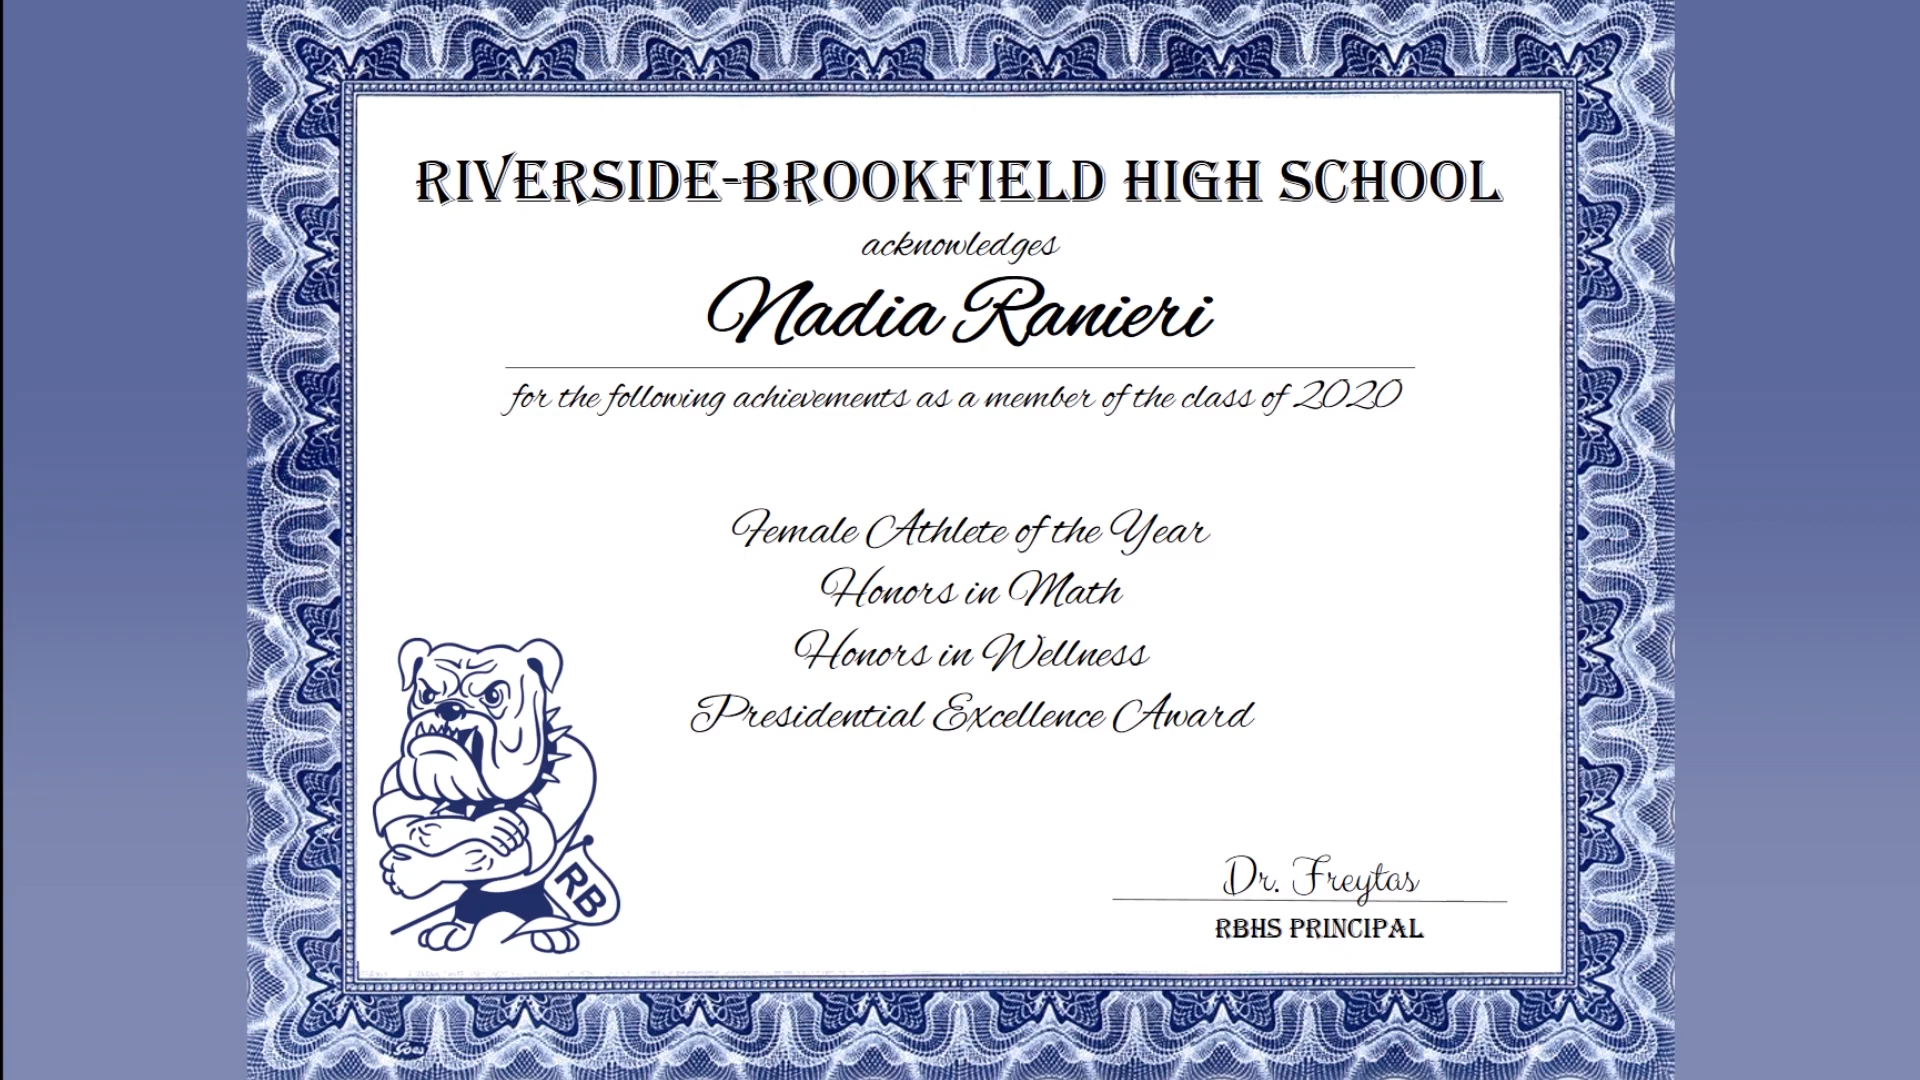 RIVERSIDE-BROOKFIELD HIGH SCHOOL
acknowledges
Nadia Ranieri
for the following achievements as a member of the class of 2020
Female Athlete of the Year
Honors in Math
Honors in Wellness
Presidential Excellence Award
RB
Dr. Freytas
RBHS PRINCIPAL
Goes